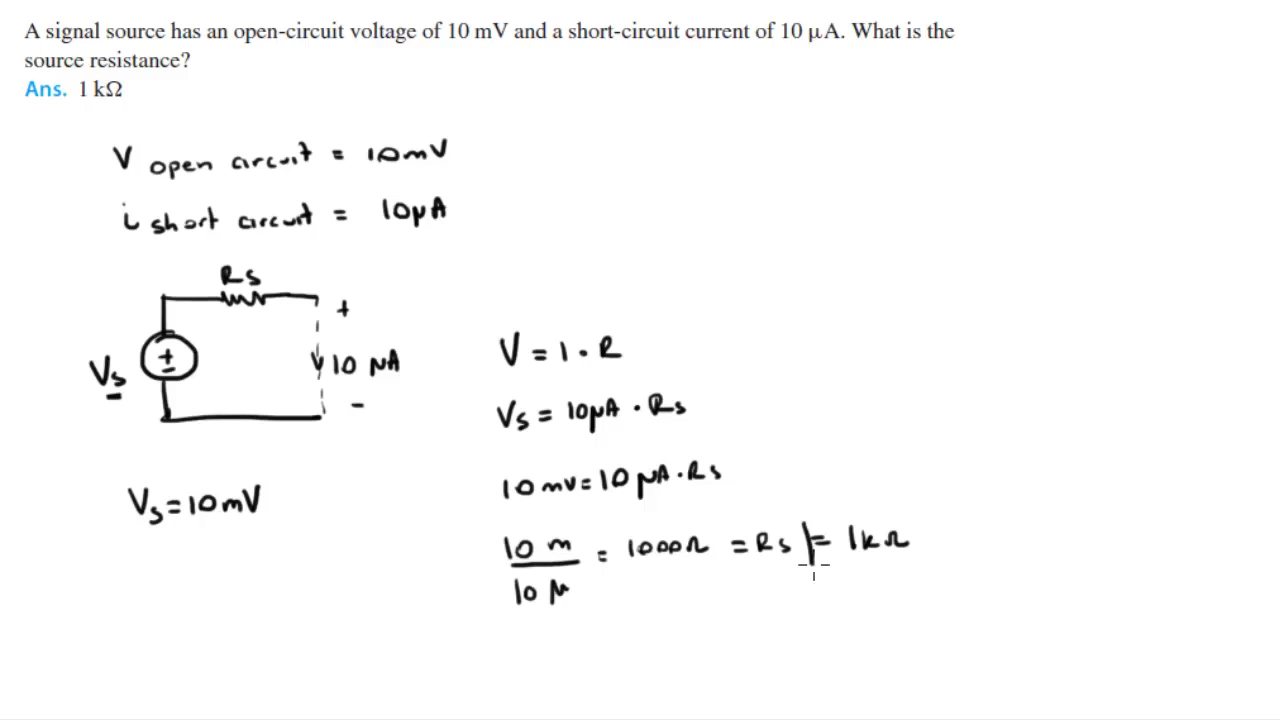 A signal source has an open-circuit voltage of 10 mV and a short-circuit current of 10 μA. What is the
source resistance?
Ans. 1 kΩ
V open circuit = 10mV
i short circuit = 10μA
Rs
+
Vs
+
-
10 μA
-
V = I · R
Vs = 10μA · Rs
10mV = 10 μA · Rs
Vs = 10mV
10 m
10 μ
= 1000Ω = Rs = 1kΩ